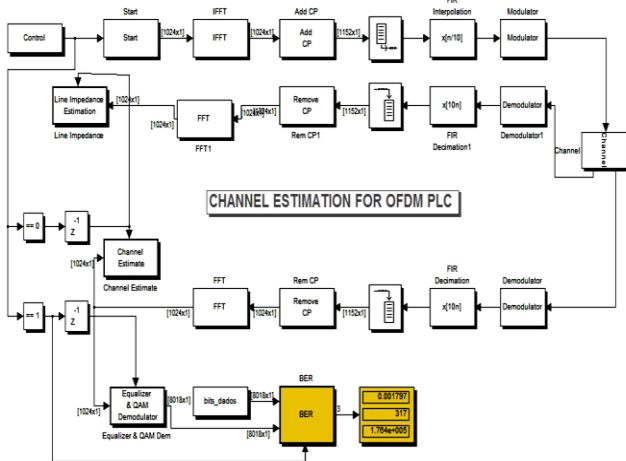 Start
IFFT
Add CP
FIR
Interpolation
Modulator
Control
Start
[1024x1]
IFFT
[1024x1]
Add
CP
[1152x1]
x[n/10]
Modulator
Line Impedance
Estimation
[1024x1]
Line Impedance
[1024x1]
FFT
FFT1
[1024x1]
Remove
CP
Rem CP1
[1152x1]
x[10n]
FIR
Decimation1
Demodulator
Demodulator1
Channel
Channel
CHANNEL ESTIMATION FOR OFDM PLC
== 0
-1
Z
[1024x1]
Channel
Estimate
Channel Estimate
FFT
Rem CP
FIR
Decimation
Demodulator
[1024x1]
FFT
[1024x1]
Remove
CP
[1152x1]
x[10n]
Demodulator
== 1
-1
Z
[1024x1]
Equalizer
& QAM
Demodulator
Equalizer & QAM Dem
[8018x1]
bits_dados
[8018x1]
[8018x1]
BER
BER
3
0.001797
317
1.764e+005